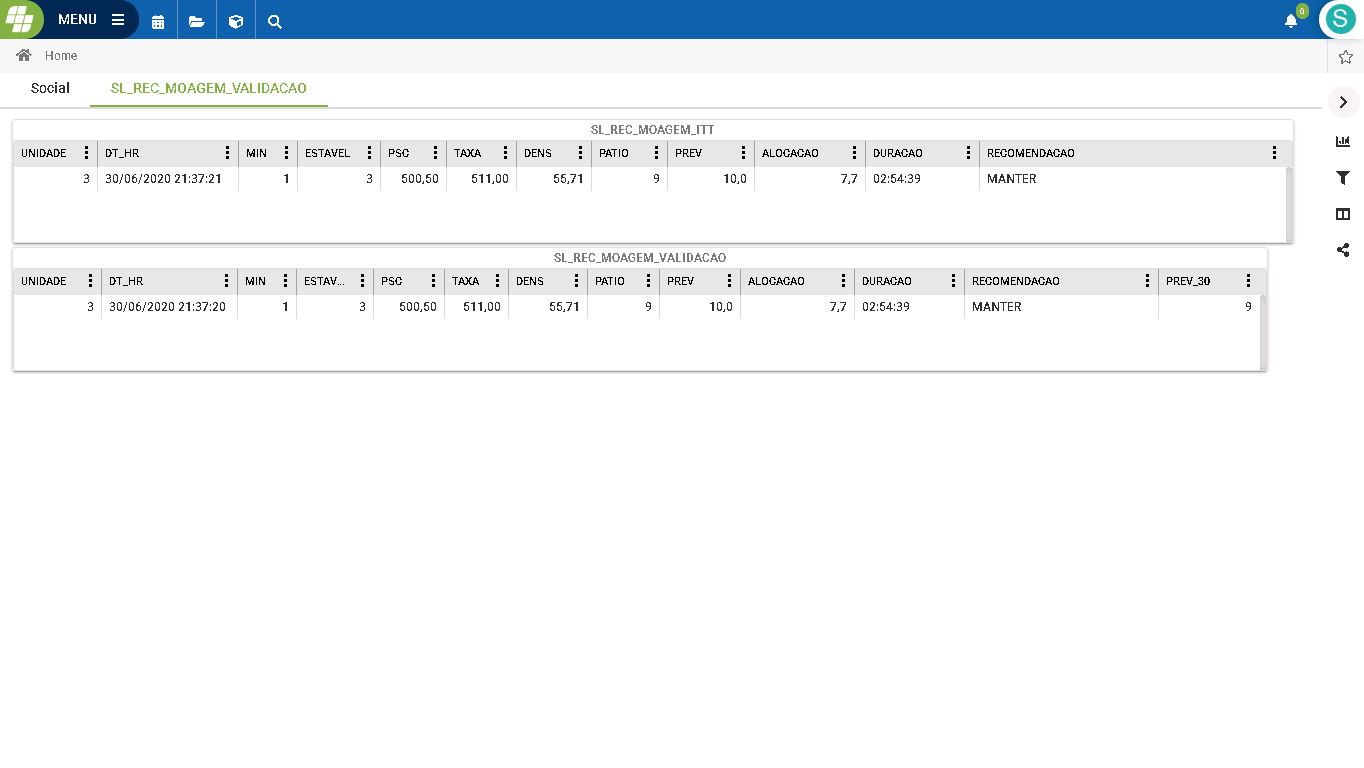 MENU
0
S
Home
Social SL_REC_MOAGEM_VALIDACAO
SL_REC_MOAGEM_ITT
UNIDADE DT_HR MIN ESTAVEL PSC TAXA DENS PATIO PREV ALOCACAO DURACAO RECOMENDACAO
3 30/06/2020 21:37:21 1 3 500,50 511,00 55,71 9 10,0 7,7 02:54:39 MANTER
SL_REC_MOAGEM_VALIDACAO
UNIDADE DT_HR MIN ESTAV... PSC TAXA DENS PATIO PREV ALOCACAO DURACAO RECOMENDACAO PREV_30
3 30/06/2020 21:37:20 1 3 500,50 511,00 55,71 9 10,0 7,7 02:54:39 MANTER 9